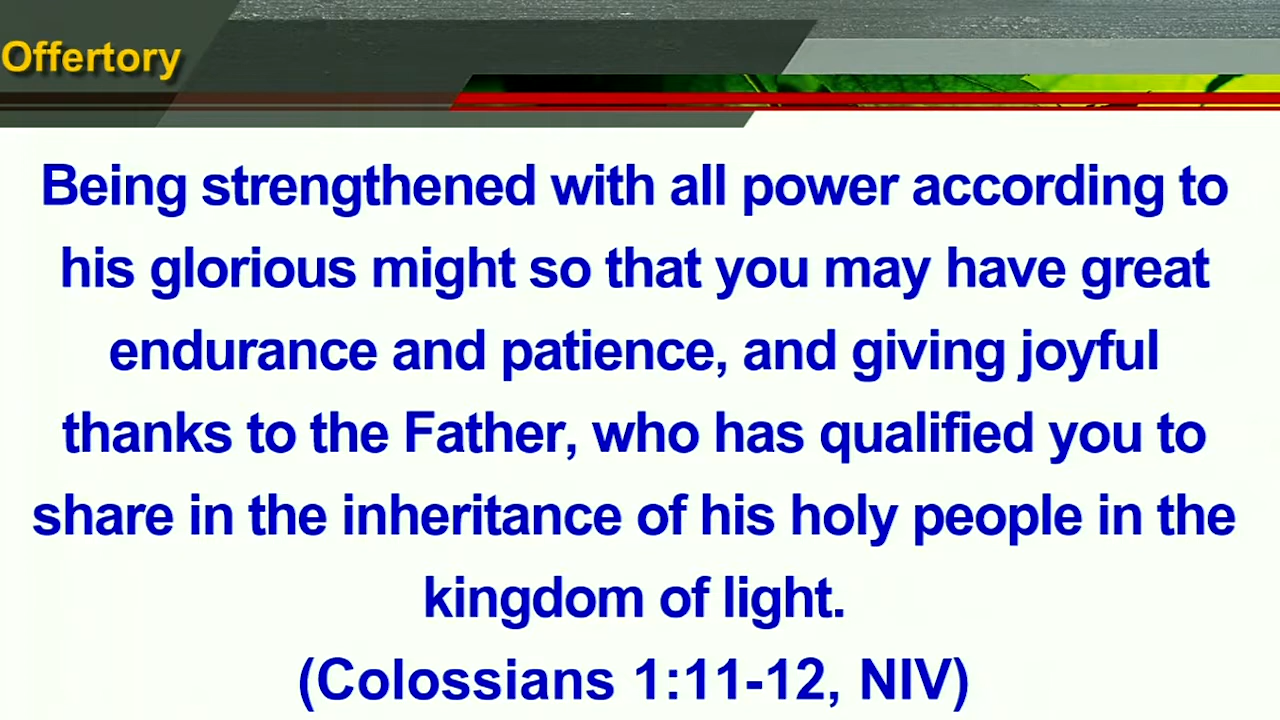 Offertory
Being strengthened with all power according to
his glorious might so that you may have great
endurance and patience, and giving joyful
thanks to the Father, who has qualified you to
share in the inheritance of his holy people in the
kingdom of light.
(Colossians 1:11-12, NIV)